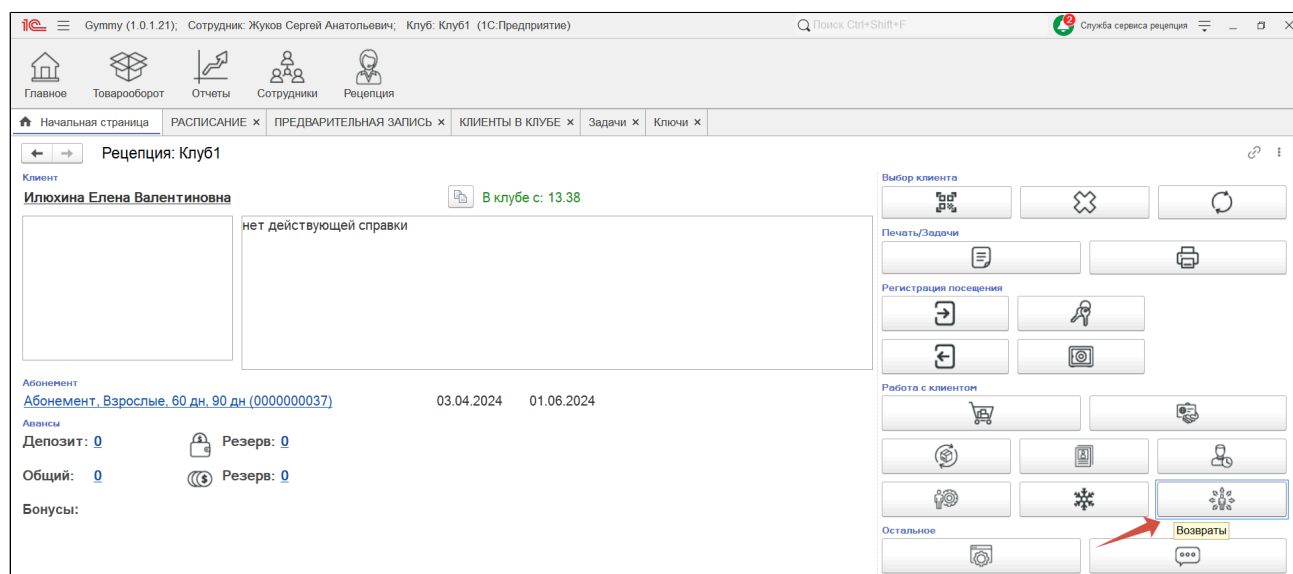 Gymmy (1.0.1.21); Сотрудник: Жуков Сергей Анатольевич; Клуб: Клуб1 (1С:Предприятие)
Поиск Ctrl+Shift+F
2
Служба сервиса рецепция
Главное
Товарооборот
Отчеты
Сотрудники
Рецепция
Начальная страница
РАСПИСАНИЕ ×
ПРЕДВАРИТЕЛЬНАЯ ЗАПИСЬ ×
КЛИЕНТЫ В КЛУБЕ ×
Задачи ×
Ключи ×
Рецепция: Клуб1
Клиент
Илюхина Елена Валентиновна
В клубе с: 13.38
нет действующей справки
Абонемент
Абонемент, Взрослые, 60 дн, 90 дн (0000000037)
03.04.2024
01.06.2024
Авансы
Депозит: 0
Резерв: 0
Общий: 0
Резерв: 0
Бонусы:
Выбор клиента
Печать/Задачи
Регистрация посещения
Работа с клиентом
Возвраты
Остальное